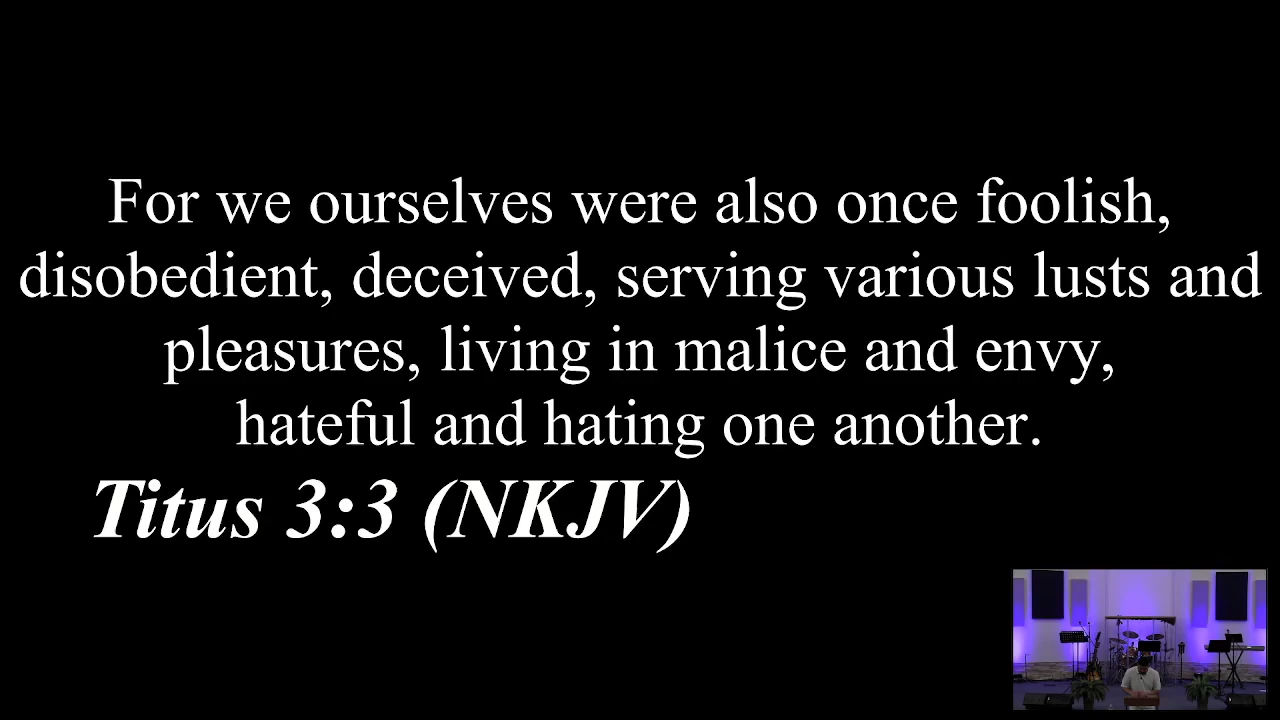 For we ourselves were also once foolish,
disobedient, deceived, serving various lusts and
pleasures, living in malice and envy,
hateful and hating one another.
Titus 3:3 (NKJV)